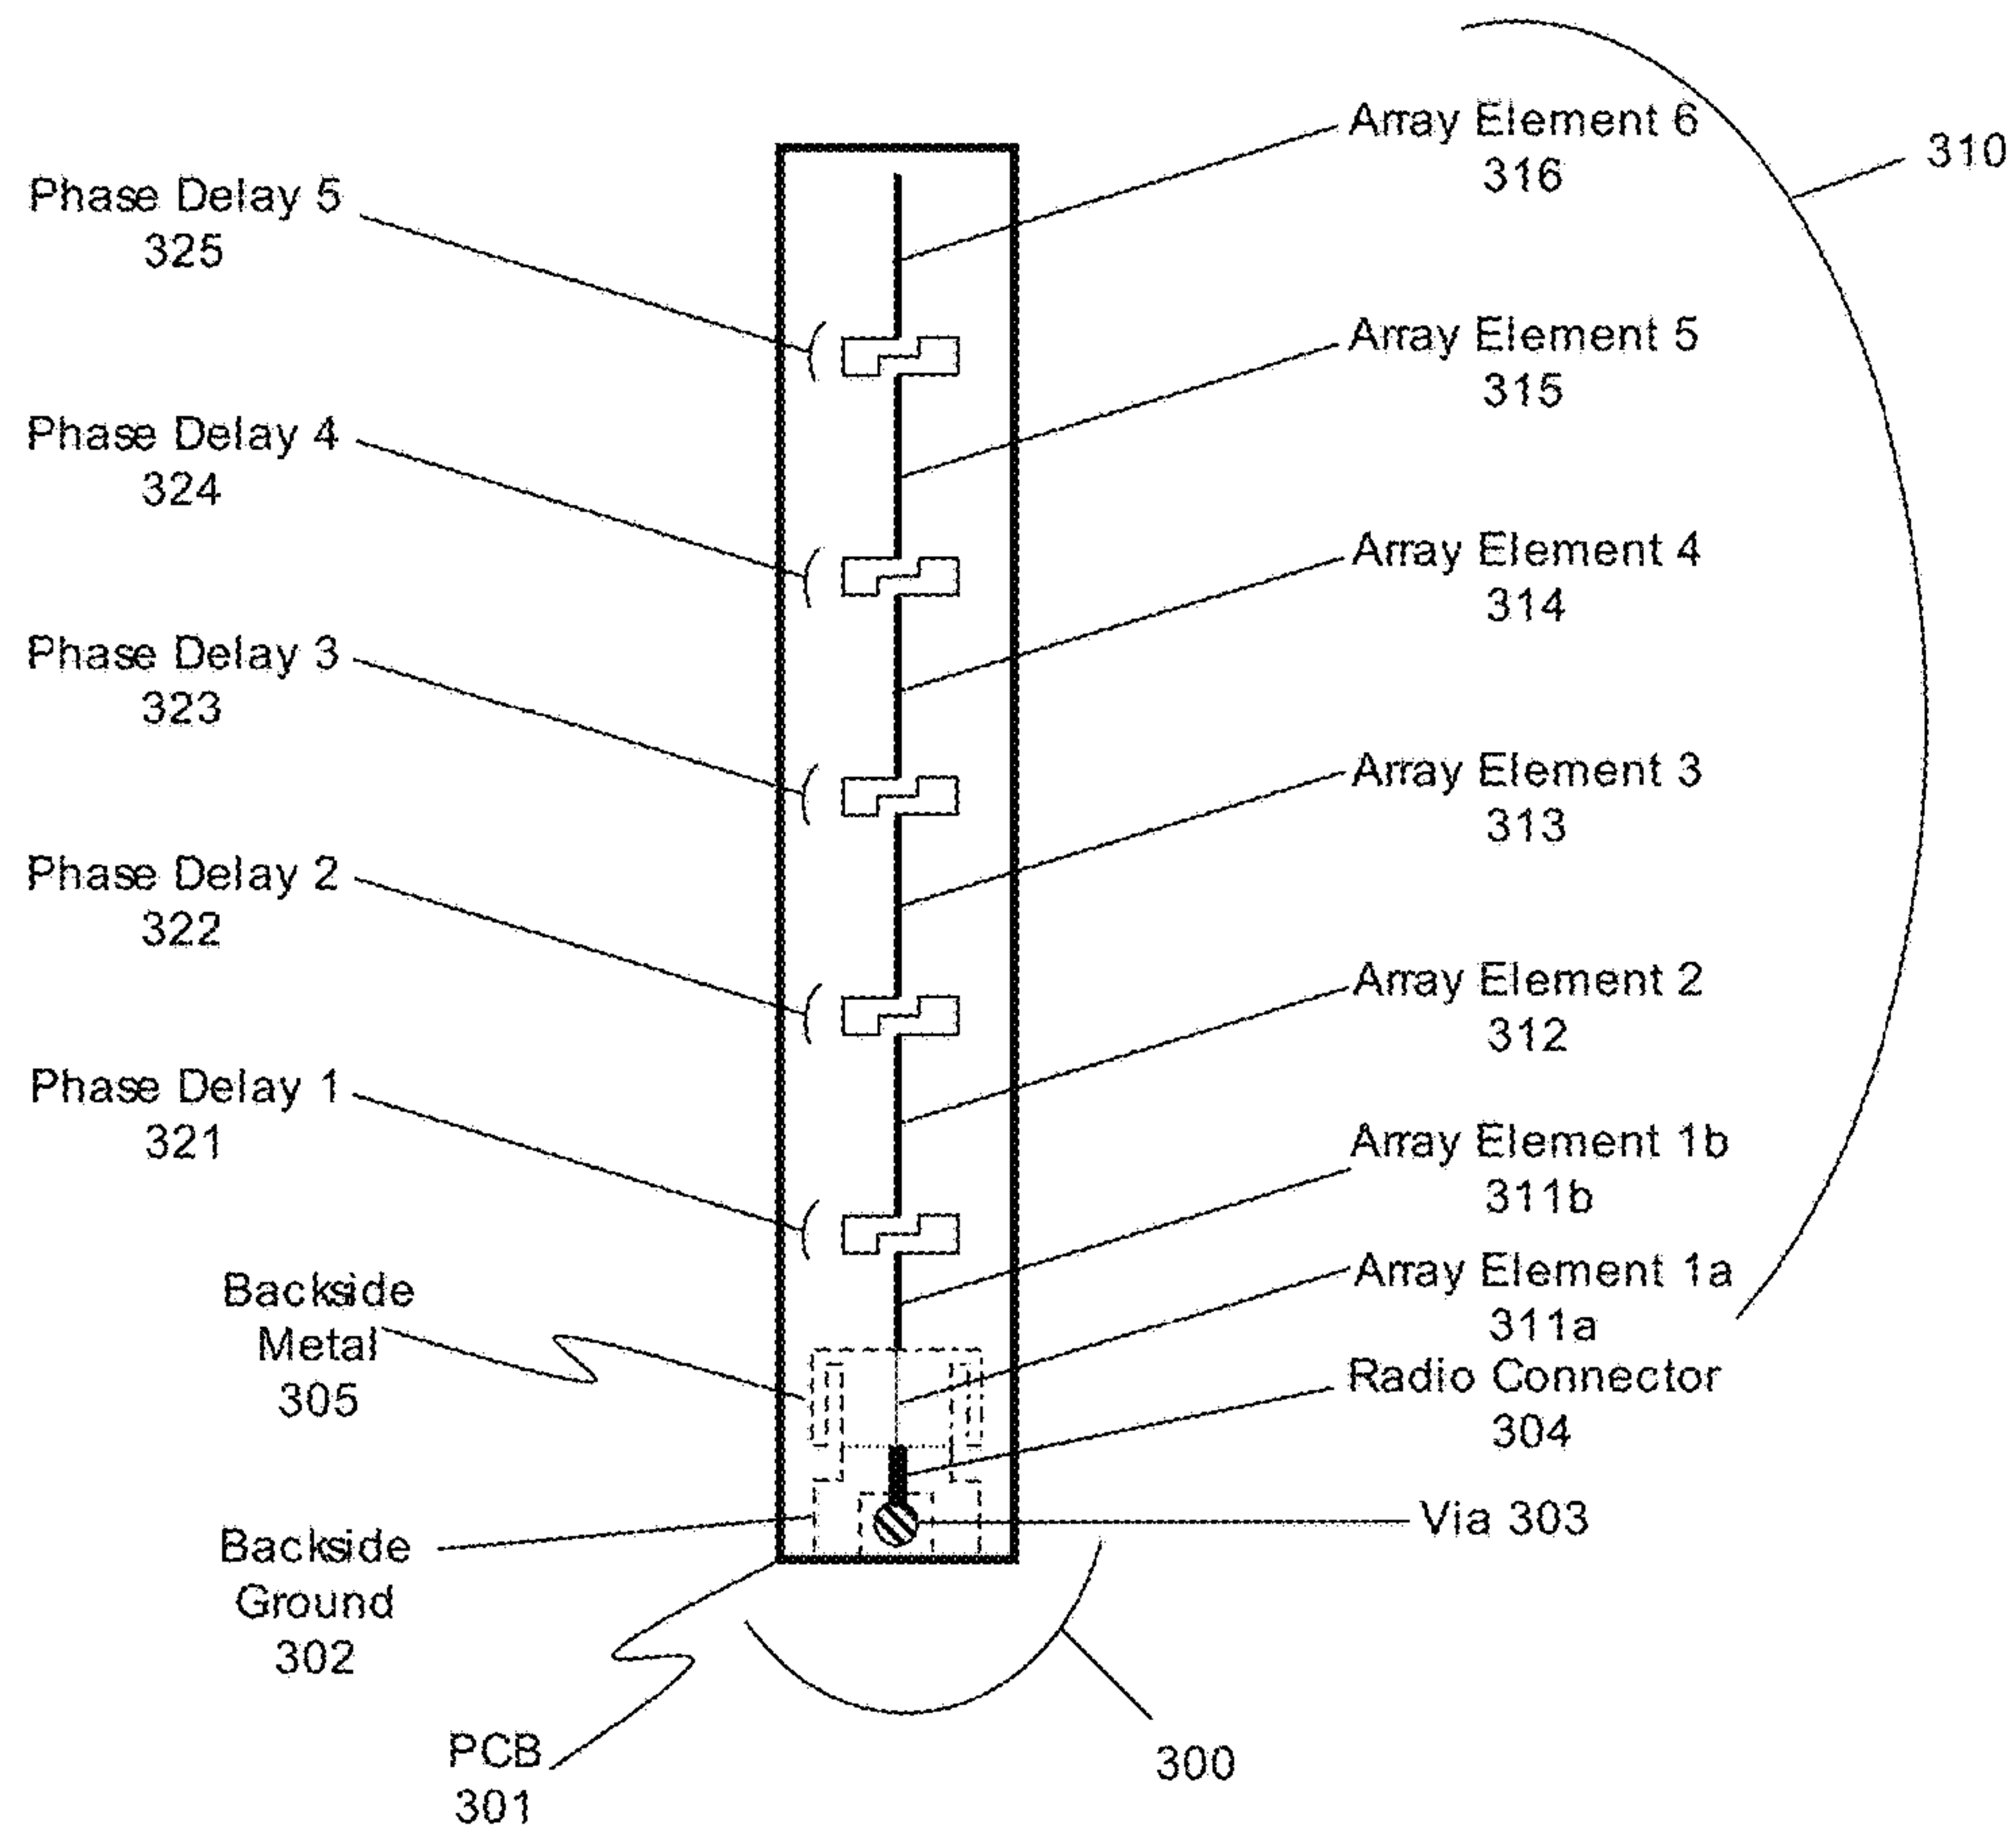 Array Element 6
316
310
Phase Delay 5
325
Array Element 5
315
Phase Delay 4
324
Array Element 4
314
Phase Delay 3
323
Array Element 3
313
Phase Delay 2
322
Array Element 2
312
Phase Delay 1
321
Array Element 1b
311b
Array Element 1a
311a
Backside
Metal
305
Radio Connector
304
Via 303
Backside
Ground
302
PCB
301
300